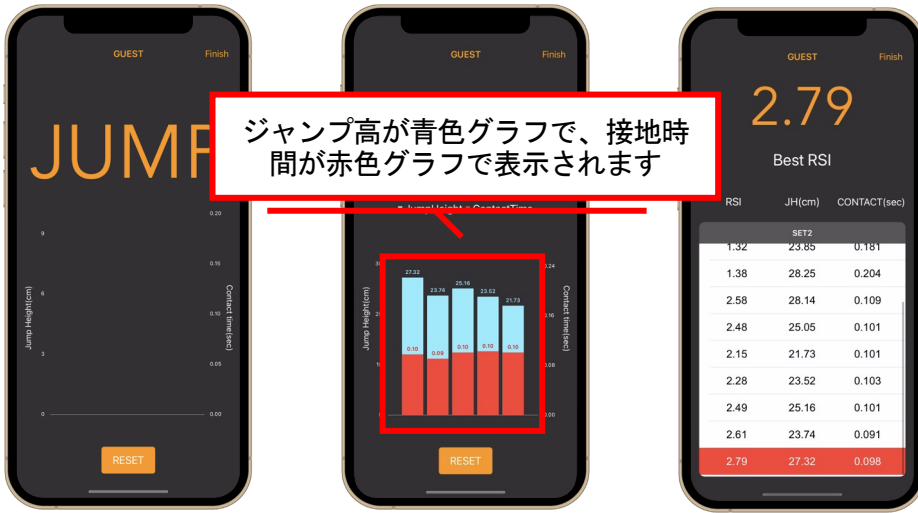 GUEST
Finish
JUMP
0.20
9
0.15
6
0.10
3
0.05
0
0.00
Jump Height(cm)
Contact time(sec)
RESET
GUEST
Finish
ジャンプ高が青色グラフで、接地時
間が赤色グラフで表示されます
JumpHeight
ContactTime
0.24
27.32
23.74
25.16
23.52
21.73
0.16
0.10
0.09
0.10
0.10
0.10
0.08
0.00
Jump Height(cm)
Contact time(sec)
RESET
GUEST
Finish
2.79
Best RSI
RSI JH(cm) CONTACT(sec)
SET2
1.32 23.85 0.181
1.38 28.25 0.204
2.58 28.14 0.109
2.48 25.05 0.101
2.15 21.73 0.101
2.28 23.52 0.103
2.49 25.16 0.101
2.61 23.74 0.091
2.79 27.32 0.098